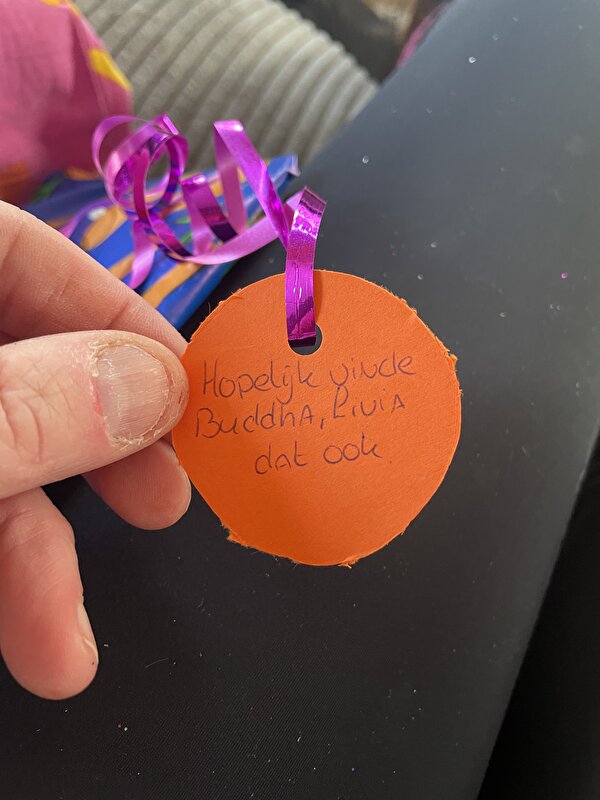 Hopelijk vinde
Buddha, Livia
dat ook